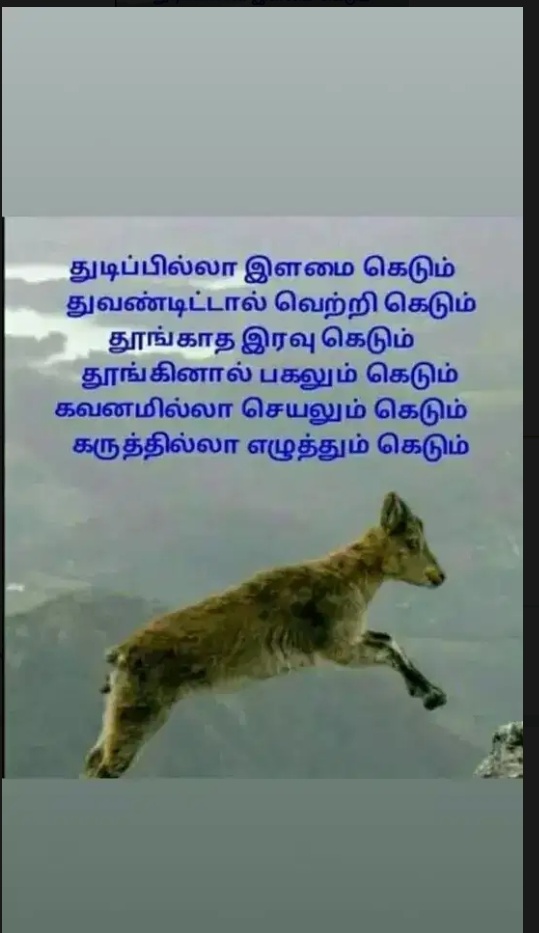 துடிப்பில்லா இளமை கெடும்
துவண்டிட்டால் வெற்றி கெடும்
தூங்காத இரவு கெடும்
தூங்கினால் பகலும் கெடும்
கவனமில்லா செயலும் கெடும்
கருத்தில்லா எழுத்தும் கெடும்